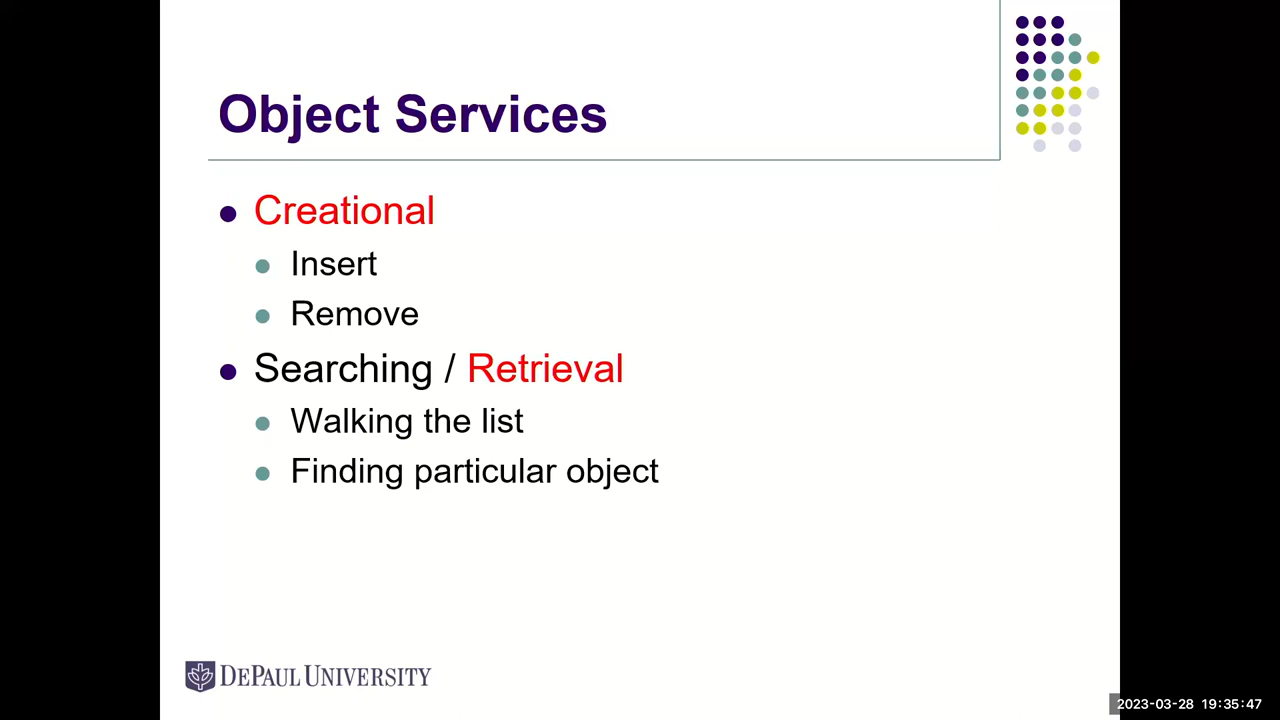 Object Services
Creational
Insert
Remove
Searching / Retrieval
Walking the list
Finding particular object
DEPAUL UNIVERSITY
2023-03-28 19:35:47